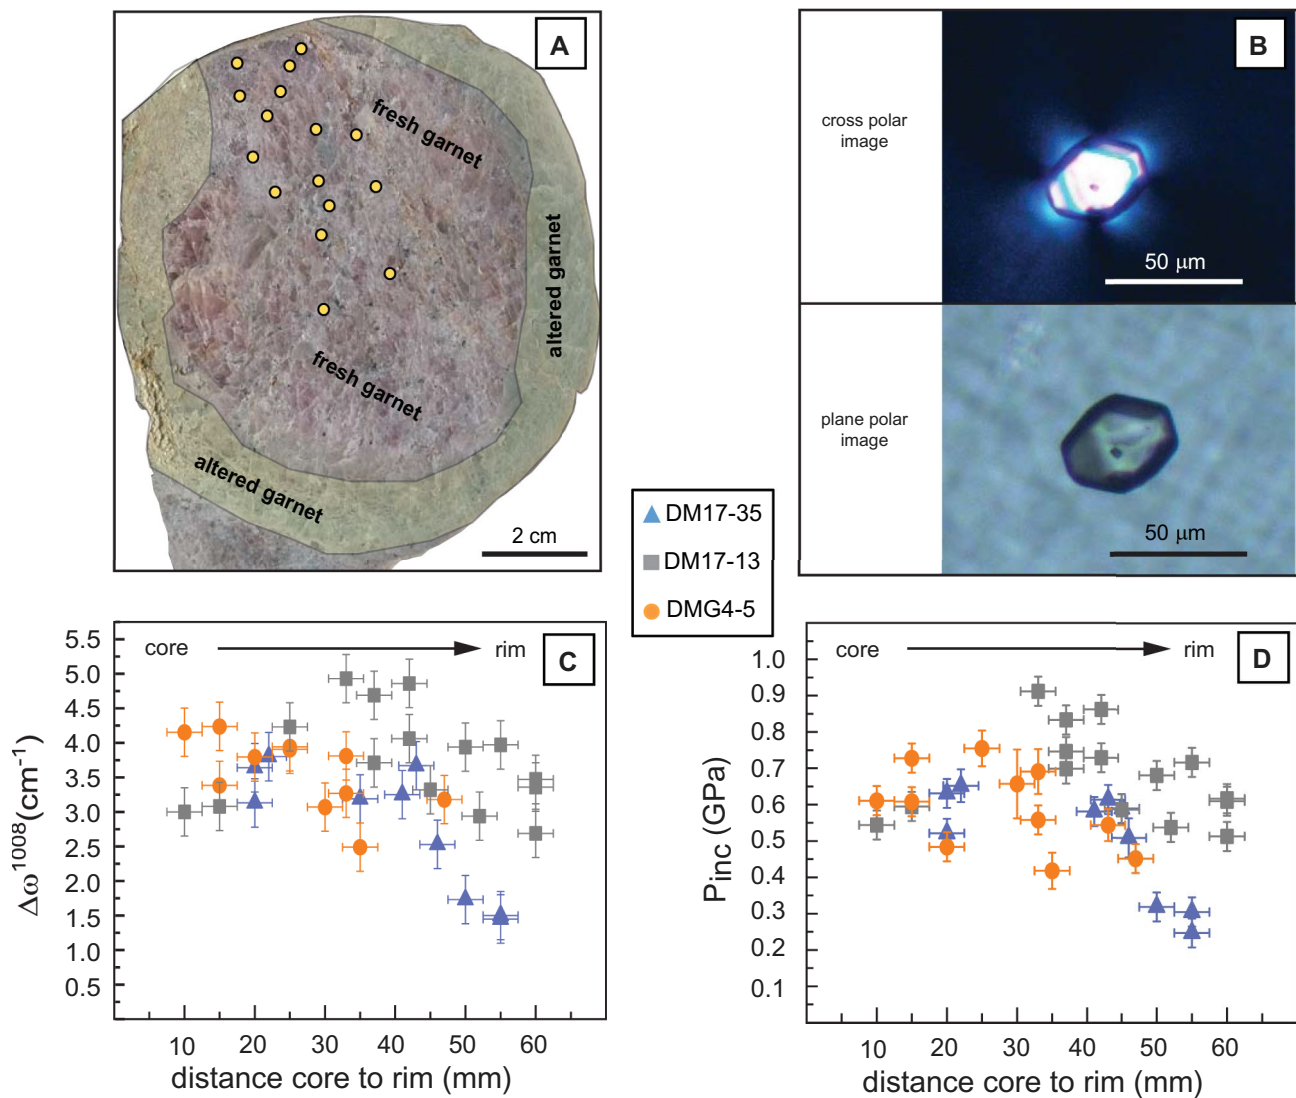 A
fresh garnet
altered garnet
fresh garnet
altered garnet
2 cm
B
cross polar
image
50 μm
plane polar
image
50 μm
DM17-35
DM17-13
DMG4-5
C
core
rim
5.5
5.0
4.5
4.0
3.5
3.0
2.5
2.0
1.5
1.0
0.5
Δω¹⁰⁰⁸(cm⁻¹)
10 20 30 40 50 60
distance core to rim (mm)
D
core
rim
1.0
0.9
0.8
0.7
0.6
0.5
0.4
0.3
0.2
0.1
Pinc (GPa)
10 20 30 40 50 60
distance core to rim (mm)